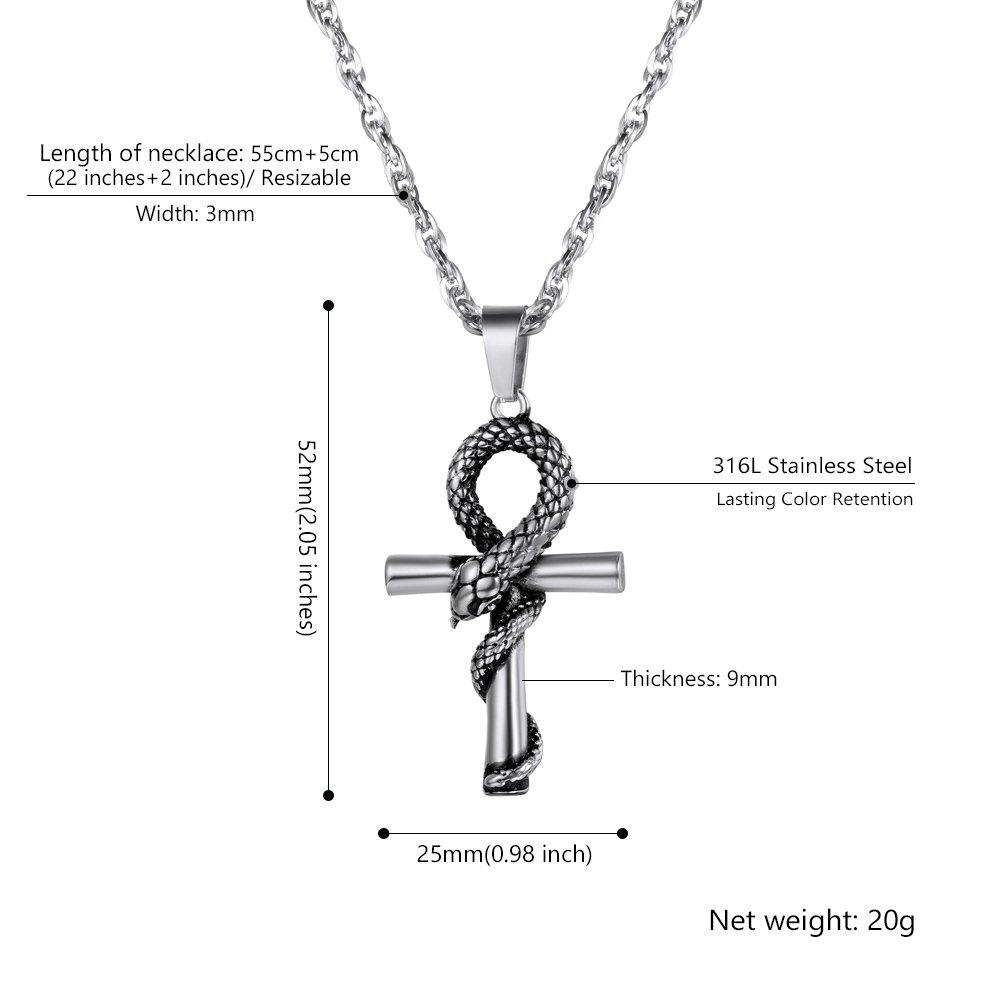 Length of necklace: 55cm+5cm
(22 inches+2 inches)/ Resizable
Width: 3mm
52mm(2.05 inches)
316L Stainless Steel
Lasting Color Retention
Thickness: 9mm
25mm(0.98 inch)
Net weight: 20g